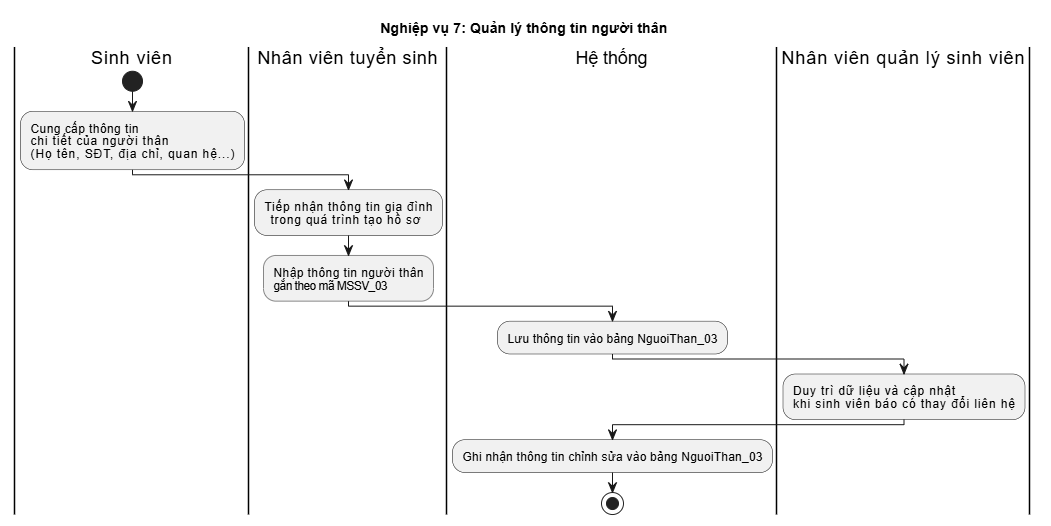 Nghiệp vụ 7: Quản lý thông tin người thân
Sinh viên
Nhân viên tuyển sinh
Hệ thống
Nhân viên quản lý sinh viên
Cung cấp thông tin
chi tiết của người thân
(Họ tên, SĐT, địa chỉ, quan hệ...)
Tiếp nhận thông tin gia đình
trong quá trình tạo hồ sơ
Nhập thông tin người thân
gắn theo mã MSSV_03
Lưu thông tin vào bảng NguoiThan_03
Duy trì dữ liệu và cập nhật
khi sinh viên báo có thay đổi liên hệ
Ghi nhận thông tin chỉnh sửa vào bảng NguoiThan_03